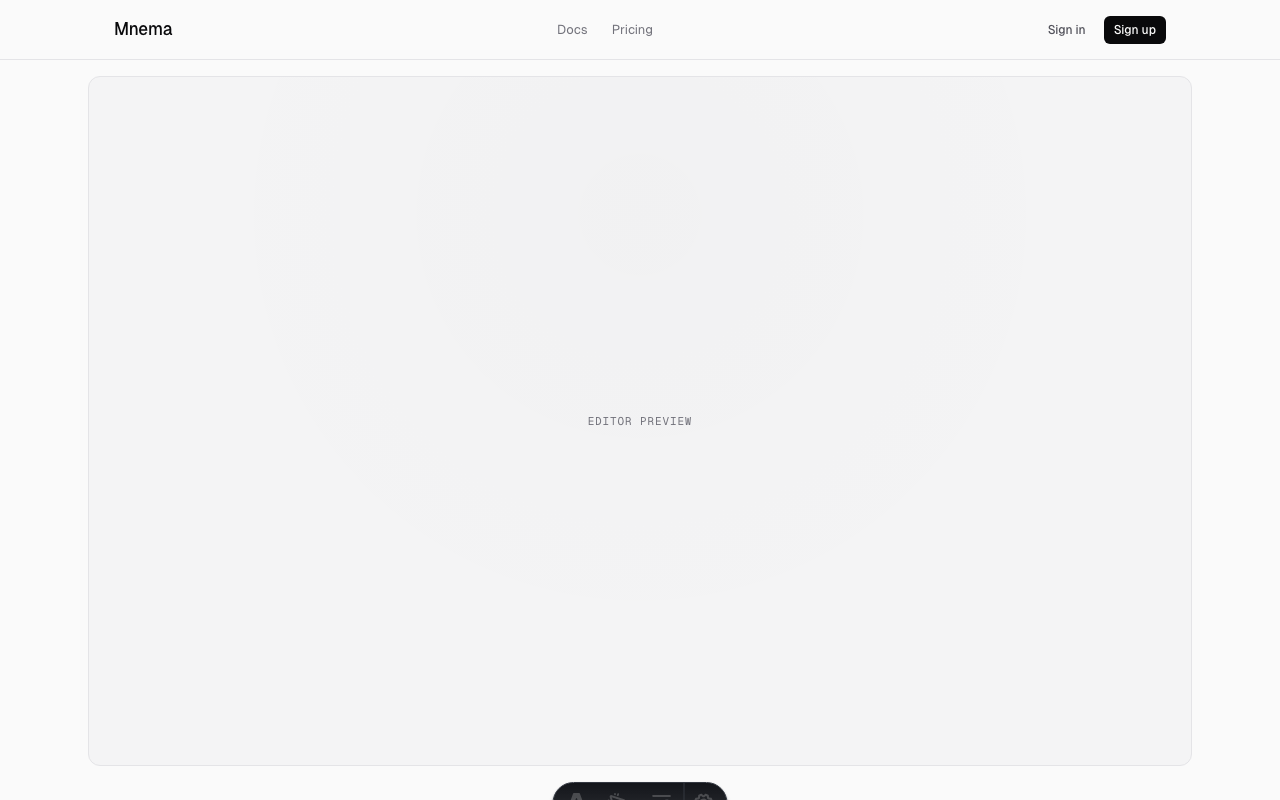 Mnema
Docs
Pricing
Sign in
Sign up
EDITOR PREVIEW